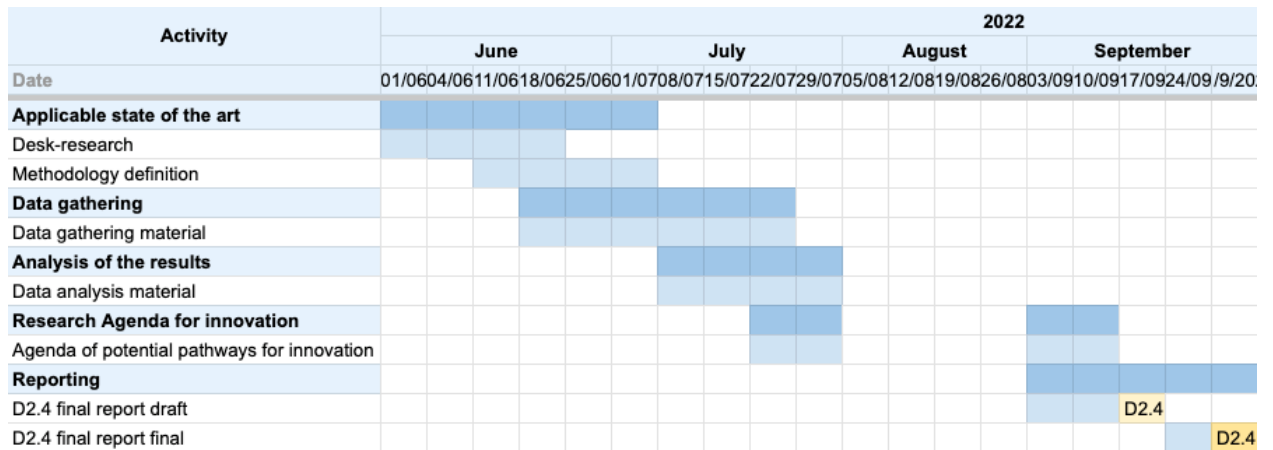 2022
Activity
June July August September
Date 01/06 04/06 11/06 18/06 25/06 01/07 08/07 15/07 22/07 29/07 05/08 12/08 19/08 26/08 03/09 10/09 17/09 24/09 /9/20
Applicable state of the art
Desk-research
Methodology definition
Data gathering
Data gathering material
Analysis of the results
Data analysis material
Research Agenda for innovation
Agenda of potential pathways for innovation
Reporting
D2.4 final report draft D2.4
D2.4 final report final D2.4